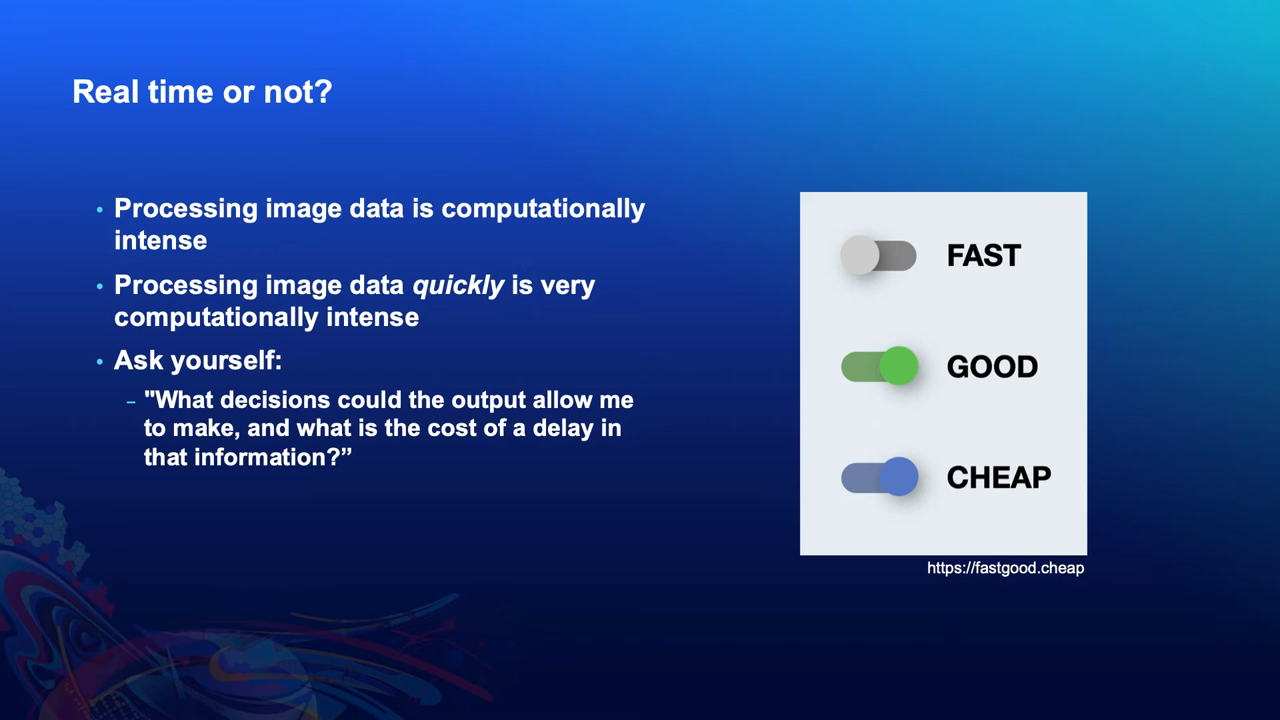 Real time or not?
• Processing image data is computationally
intense
• Processing image data quickly is very
computationally intense
• Ask yourself:
– "What decisions could the output allow me
to make, and what is the cost of a delay in
that information?”
FAST
GOOD
CHEAP
https://fastgood.cheap